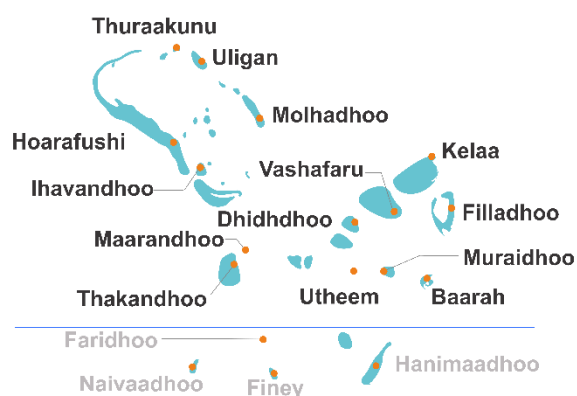 Thuraakunu
Uligan
Molhadhoo
Hoarafushi
Kelaa
Vashafaru
Ihavandhoo
Filladhoo
Dhidhdhoo
Maarandhoo
Muraidhoo
Thakandhoo
Utheem
Baarah
Faridhoo
Hanimaadhoo
Naivaadhoo
Finey